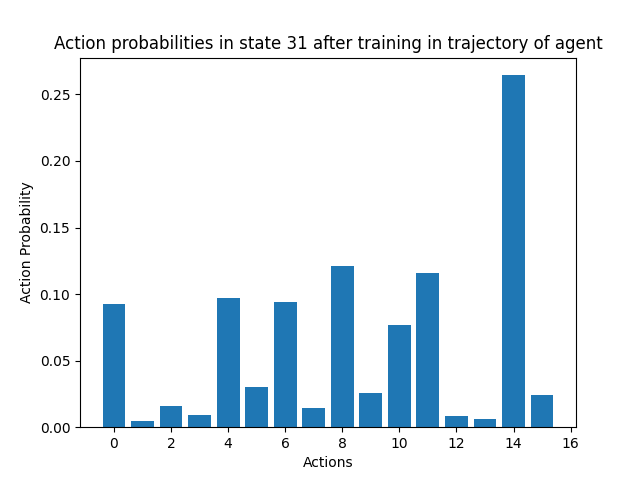 Action probabilities in state 31 after training in trajectory of agent
0.25
0.20
0.15
0.10
0.05
0.00
Action Probability
0 2 4 6 8 10 12 14 16
Actions